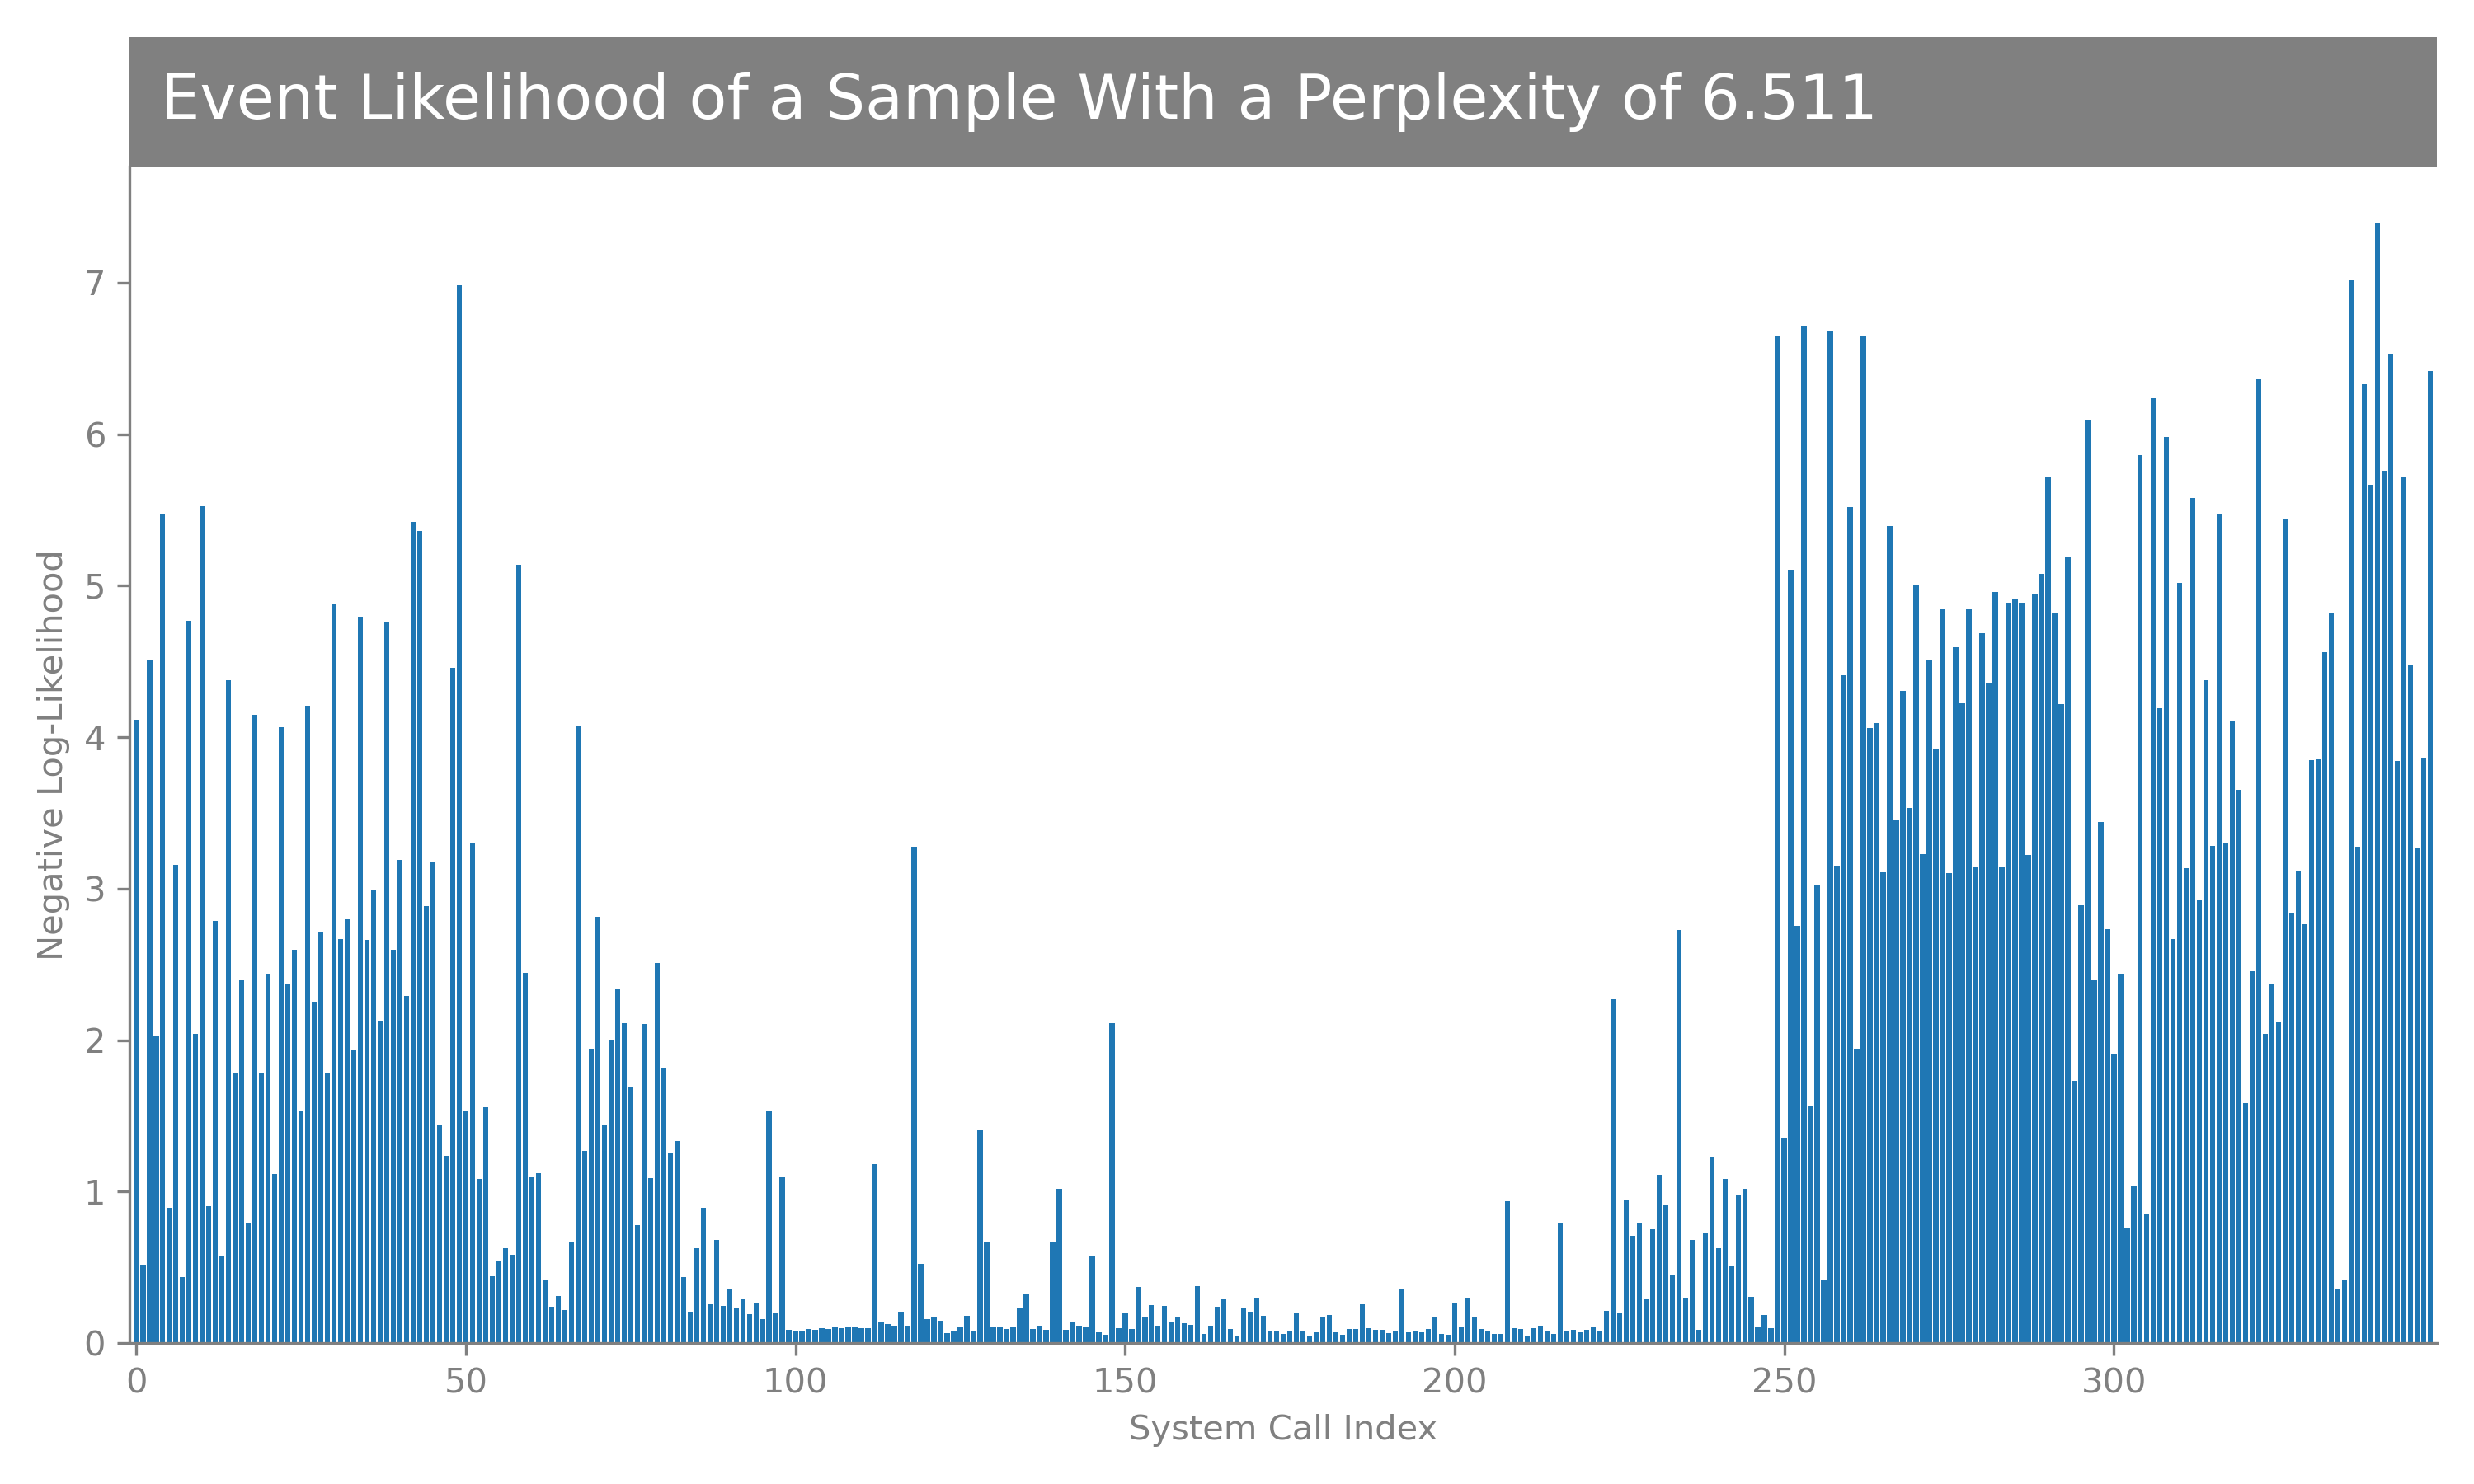 Event Likelihood of a Sample With a Perplexity of 6.511
7
6
5
4
3
2
1
0
Negative Log-Likelihood
0 50 100 150 200 250 300
System Call Index